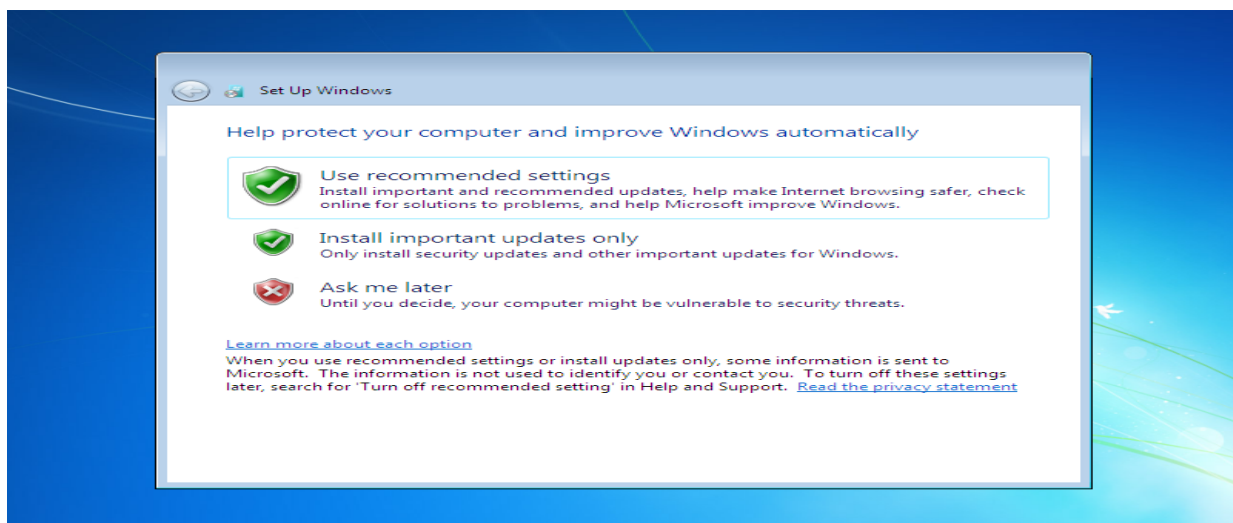 Set Up Windows
Help protect your computer and improve Windows automatically
Use recommended settings
Install important and recommended updates, help make Internet browsing safer, check
online for solutions to problems, and help Microsoft improve Windows.
Install important updates only
Only install security updates and other important updates for Windows.
Ask me later
Until you decide, your computer might be vulnerable to security threats.
Learn more about each option
When you use recommended settings or install updates only, some information is sent to
Microsoft. The information is not used to identify you or contact you. To turn off these settings
later, search for 'Turn off recommended setting' in Help and Support. Read the privacy statement